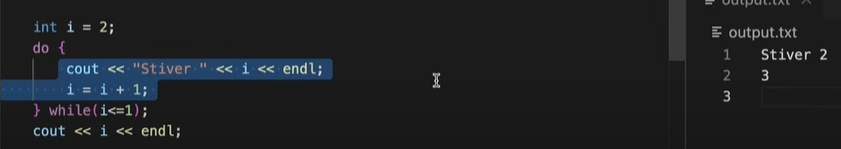 int i = 2;
do {
cout << "Stiver " << i << endl;
i = i + 1;
} while(i<=1);
cout << i << endl;
output.txt
output.txt
1 Stiver 2
2 3
3